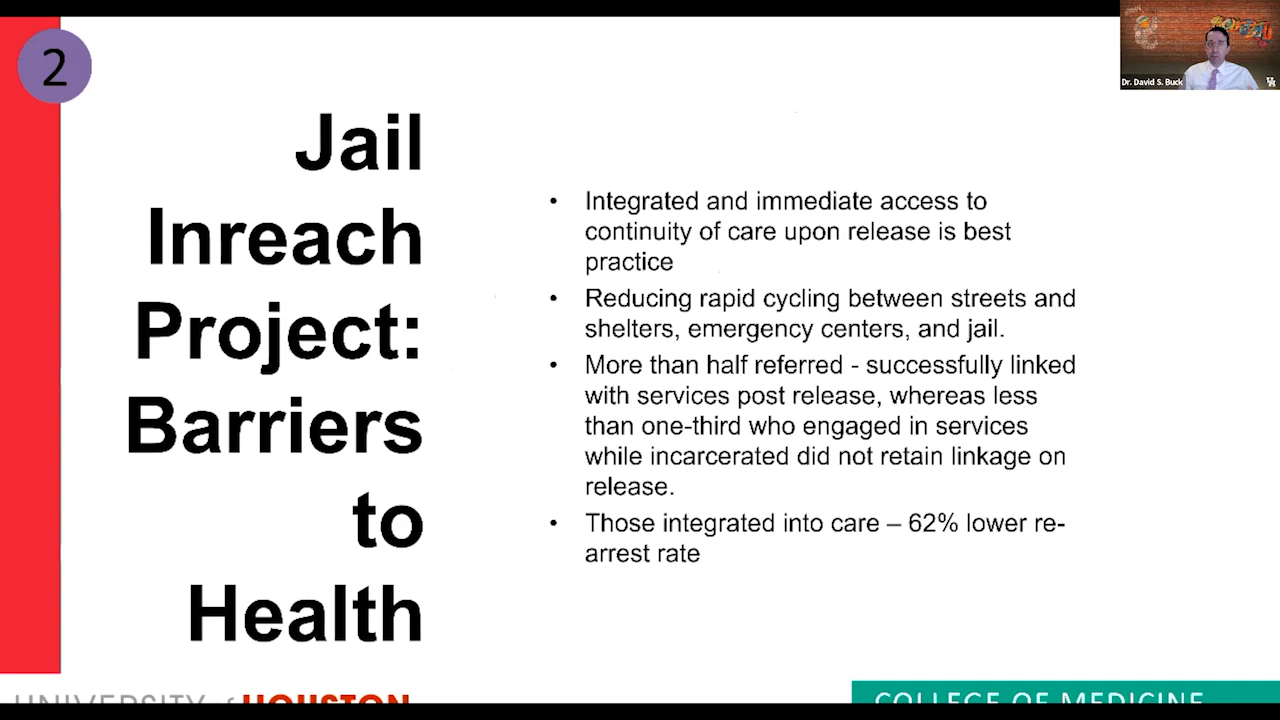 2
Jail
Inreach
Project:
Barriers
to
Health
• Integrated and immediate access to
continuity of care upon release is best
practice
• Reducing rapid cycling between streets and
shelters, emergency centers, and jail.
• More than half referred - successfully linked
with services post release, whereas less
than one-third who engaged in services
while incarcerated did not retain linkage on
release.
• Those integrated into care – 62% lower re-
arrest rate
UNIVERSITY of HOUSTON
COLLEGE OF MEDICINE
Dr. David S. Buck